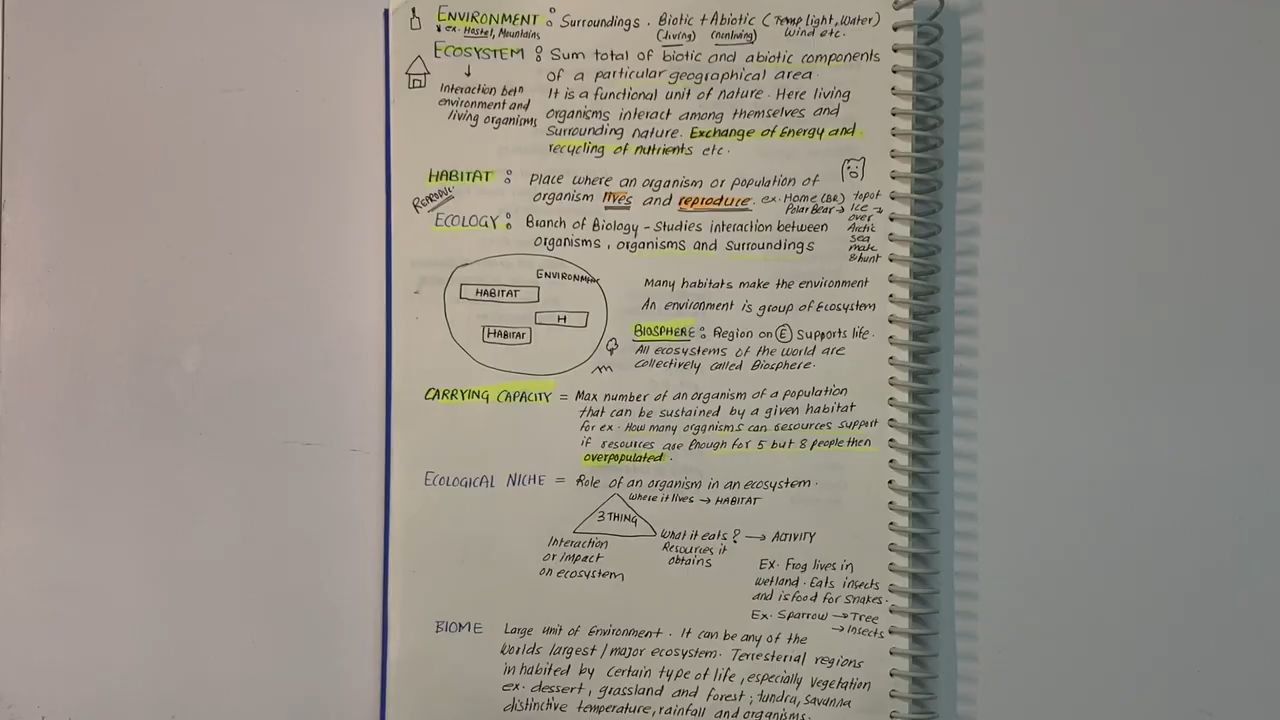 ENVIRONMENT : Surroundings. Biotic + Abiotic (Temp light, Water)
ex. Hostel, Mountains (living) (nonliving) Wind etc.
ECOSYSTEM : Sum total of biotic and abiotic components
of a particular geographical area.
Interaction betn
environment and
living organisms
It is a functional unit of nature. Here living
organisms interact among themselves and
Surrounding nature. Exchange of Energy and
recycling of nutrients etc.
HABITAT : Place where an organism or population of
organism lives and reproduce. ex. Home (BR)
Polar Bear → topof
Ice →
over
Arctic
sea
mate
& hunt
ECOLOGY : Branch of Biology - Studies interaction between
organisms, organisms and Surroundings
ENVIRONM
HABITAT
H
HABITAT
Many habitats make the environment
An environment is group of Ecosystem
BIOSPHERE : Region on E Supports life.
All ecosystems of the world are
collectively called Biosphere.
CARRYING CAPACITY = Max number of an organism of a population
that can be sustained by a given habitat
for ex. How many organisms can resources support
if resources are Enough for 5 but 8 people then
overpopulated.
ECOLOGICAL NICHE = Role of an organism in an ecosystem.
where it lives → HABITAT
3 THING
What it eats? → ACTIVITY
Resources it
obtains
Interaction
or impact
on ecosystem
EX. Frog lives in
wetland. Eats insects
and is food for Snakes.
Ex. Sparrow → Tree
→ Insects
BIOME Large unit of Environment. It can be any of the
worlds largest / major ecosystem. Terresterial regions
in habited by certain type of life, especially Vegetation
ex. dessert, grassland and forest; tundra, savanna
distinctive temperature, rainfall and organisms.